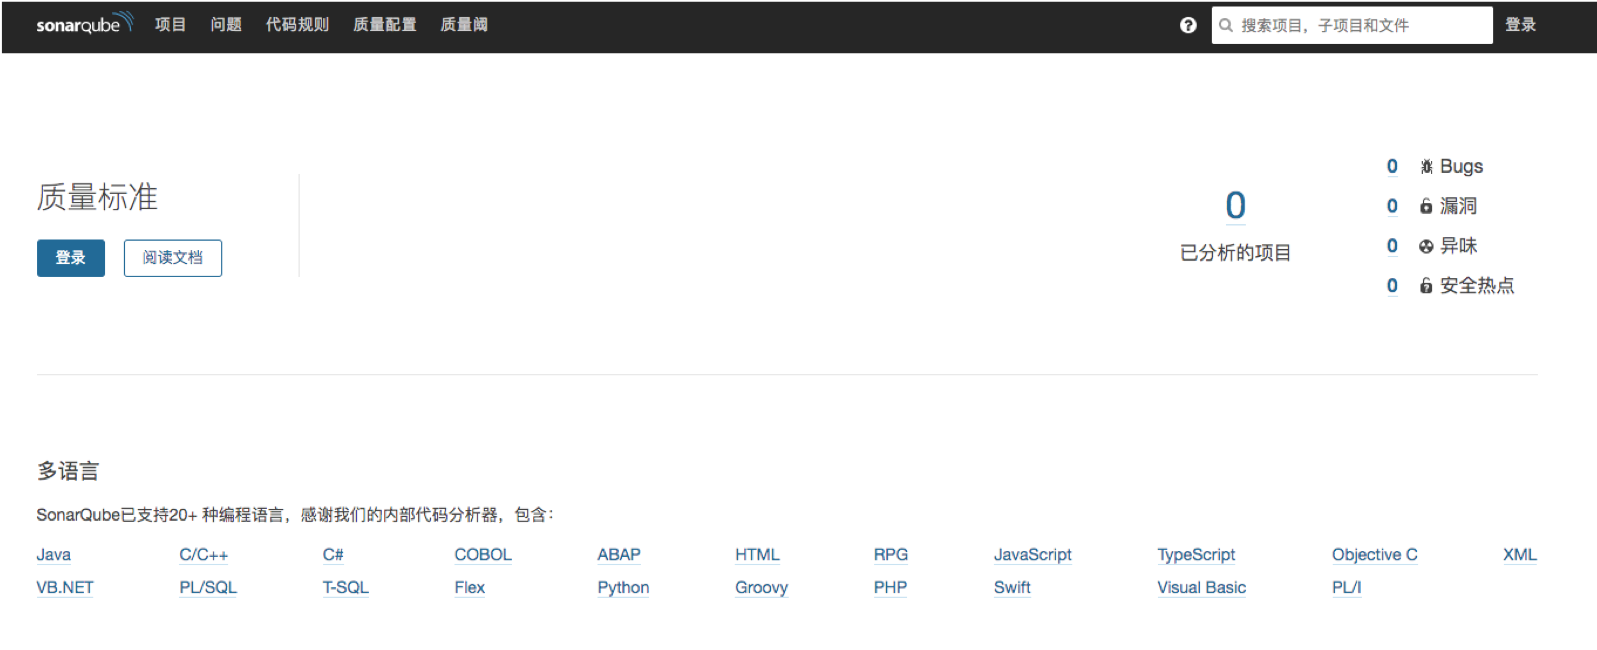 sonarqube 项目 问题 代码规则 质量配置 质量阈 搜索项目，子项目和文件 登录
质量标准
登录 阅读文档
0
已分析的项目
0 Bugs
0 漏洞
0 异味
0 安全热点
多语言
SonarQube已支持20+ 种编程语言，感谢我们的内部代码分析器，包含：
Java C/C++ C# COBOL ABAP HTML RPG JavaScript TypeScript Objective C XML
VB.NET PL/SQL T-SQL Flex Python Groovy PHP Swift Visual Basic PL/I